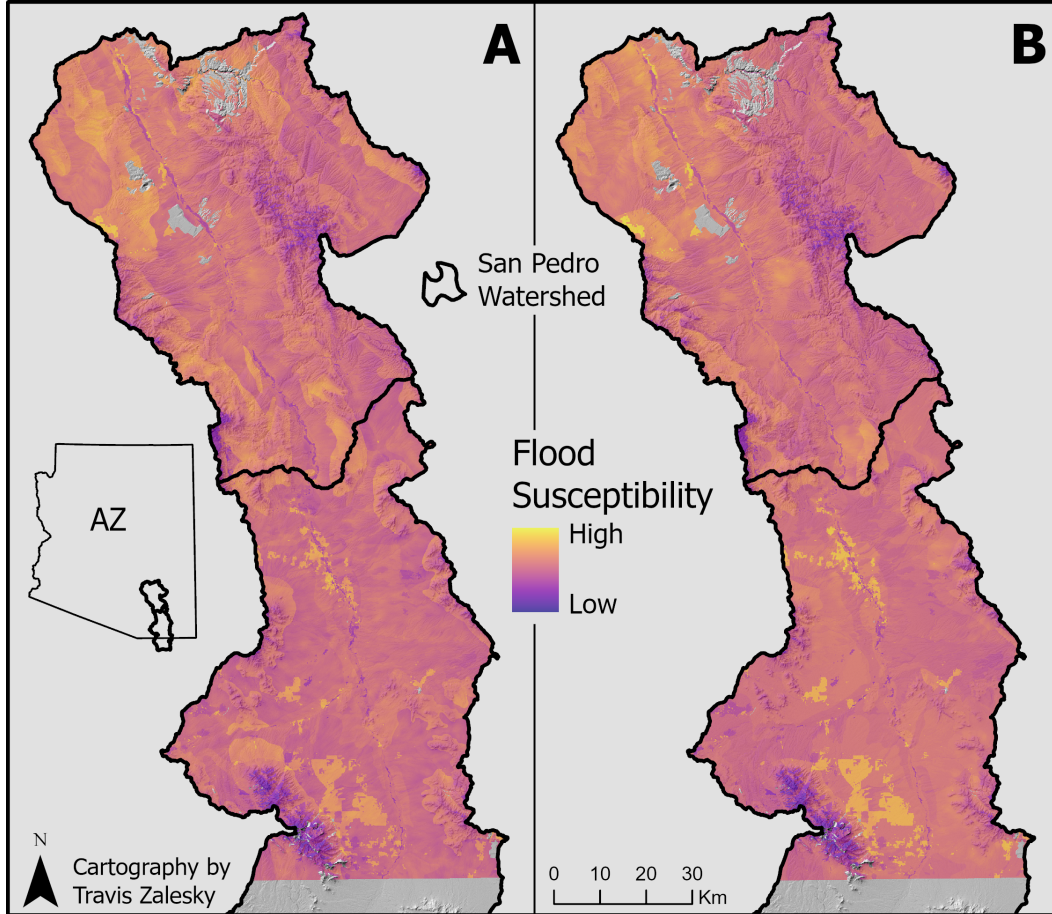 A
B
San Pedro
Watershed
Flood
Susceptibility
High
Low
AZ
N
Cartography by
Travis Zalesky
0 10 20 30
Km